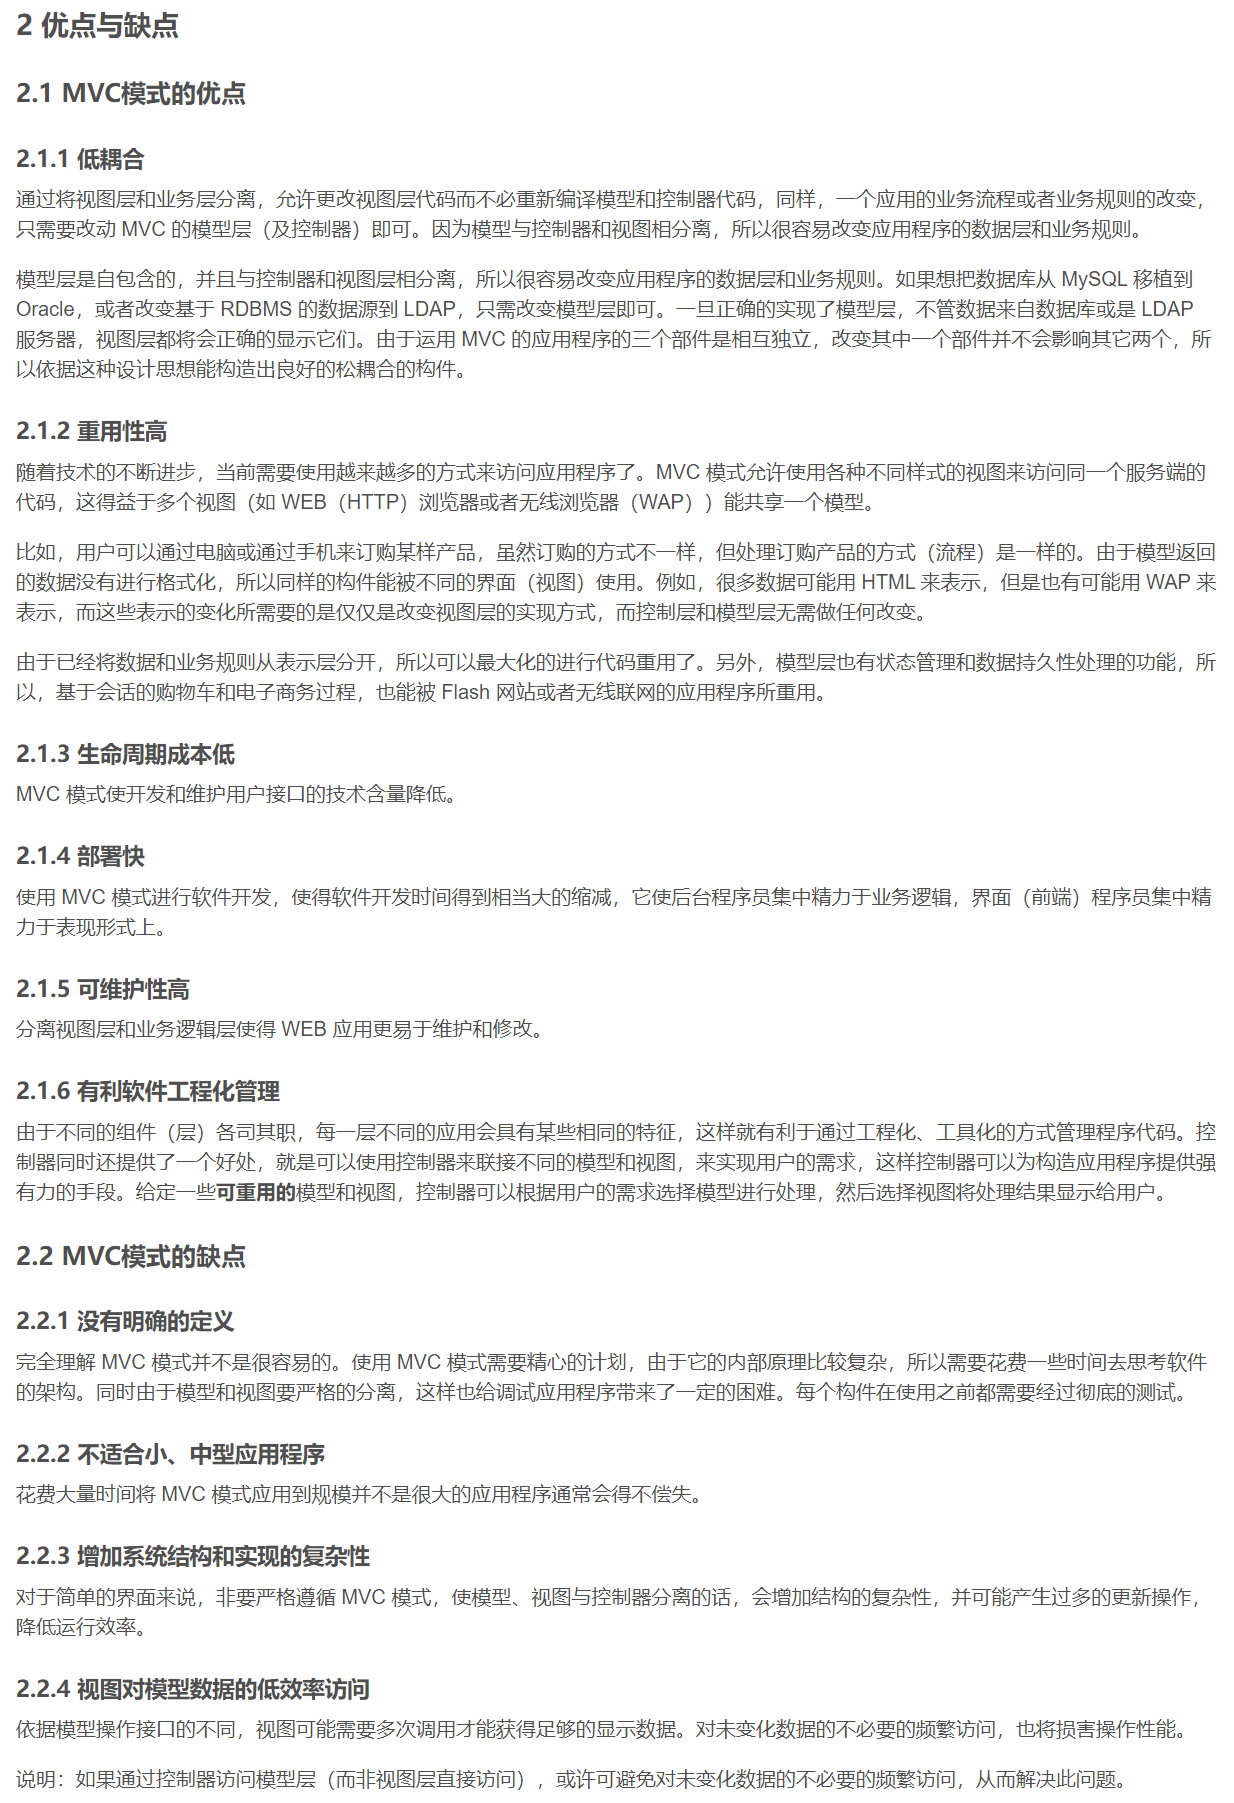 2 优点与缺点
2.1 MVC模式的优点
2.1.1 低耦合
通过将视图层和业务层分离，允许更改视图层代码而不必重新编译模型和控制器代码，同样，一个应用的业务流程或者业务规则的改变，
只需要改动 MVC 的模型层（及控制器）即可。因为模型与控制器和视图相分离，所以很容易改变应用程序的数据层和业务规则。
模型层是自包含的，并且与控制器和视图层相分离，所以很容易改变应用程序的数据层和业务规则。如果想把数据库从 MySQL 移植到
Oracle，或者改变基于 RDBMS 的数据源到 LDAP，只需改变模型层即可。一旦正确的实现了模型层，不管数据来自数据库或是 LDAP
服务器，视图层都将会正确的显示它们。由于运用 MVC 的应用程序的三个部件是相互独立，改变其中一个部件并不会影响其它两个，所
以依据这种设计思想能构造出良好的松耦合的构件。
2.1.2 重用性高
随着技术的不断进步，当前需要使用越来越多的方式来访问应用程序了。MVC 模式允许使用各种不同样式的视图来访问同一个服务端的
代码，这得益于多个视图（如 WEB（HTTP）浏览器或者无线浏览器（WAP））能共享一个模型。
比如，用户可以通过电脑或通过手机来订购某样产品，虽然订购的方式不一样，但处理订购产品的方式（流程）是一样的。由于模型返回
的数据没有进行格式化，所以同样的构件能被不同的界面（视图）使用。例如，很多数据可能用 HTML 来表示，但是也有可能用 WAP 来
表示，而这些表示的变化所需要的是仅仅是改变视图层的实现方式，而控制层和模型层无需做任何改变。
由于已经将数据和业务规则从表示层分开，所以可以最大化的进行代码重用了。另外，模型层也有状态管理和数据持久性处理的功能，所
以，基于会话的购物车和电子商务过程，也能被 Flash 网站或者无线联网的应用程序所重用。
2.1.3 生命周期成本低
MVC 模式使开发和维护用户接口的技术含量降低。
2.1.4 部署快
使用 MVC 模式进行软件开发，使得软件开发时间得到相当大的缩减，它使后台程序员集中精力于业务逻辑，界面（前端）程序员集中精
力于表现形式上。
2.1.5 可维护性高
分离视图层和业务逻辑层使得 WEB 应用更易于维护和修改。
2.1.6 有利软件工程化管理
由于不同的组件（层）各司其职，每一层不同的应用会具有某些相同的特征，这样就有利于通过工程化、工具化的方式管理程序代码。控
制器同时还提供了一个好处，就是可以使用控制器来联接不同的模型和视图，来实现用户的需求，这样控制器可以为构造应用程序提供强
有力的手段。给定一些可重用的模型和视图，控制器可以根据用户的需求选择模型进行处理，然后选择视图将处理结果显示给用户。
2.2 MVC模式的缺点
2.2.1 没有明确的定义
完全理解 MVC 模式并不是很容易的。使用 MVC 模式需要精心的计划，由于它的内部原理比较复杂，所以需要花费一些时间去思考软件
的架构。同时由于模型和视图要严格的分离，这样也给调试应用程序带来了一定的困难。每个构件在使用之前都需要经过彻底的测试。
2.2.2 不适合小、中型应用程序
花费大量时间将 MVC 模式应用到规模并不是很大的应用程序通常会得不偿失。
2.2.3 增加系统结构和实现的复杂性
对于简单的界面来说，非要严格遵循 MVC 模式，使模型、视图与控制器分离的话，会增加结构的复杂性，并可能产生过多的更新操作，
降低运行效率。
2.2.4 视图对模型数据的低效率访问
依据模型操作接口的不同，视图可能需要多次调用才能获得足够的显示数据。对未变化数据的不必要的频繁访问，也将损害操作性能。
说明：如果通过控制器访问模型层（而非视图层直接访问），或许可避免对未变化数据的不必要的频繁访问，从而解决此问题。